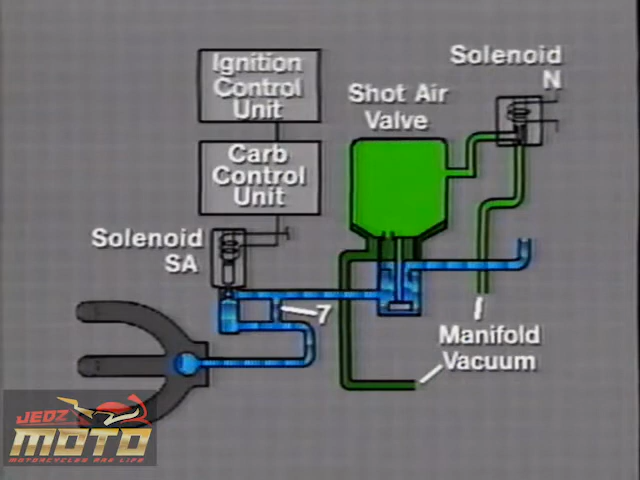 Ignition
Control
Unit
Carb
Control
Unit
Shot Air
Valve
Solenoid
N
Solenoid
SA
7
Manifold
Vacuum
JEDZ
MOTO
MOTORCYCLES ARE LIFE